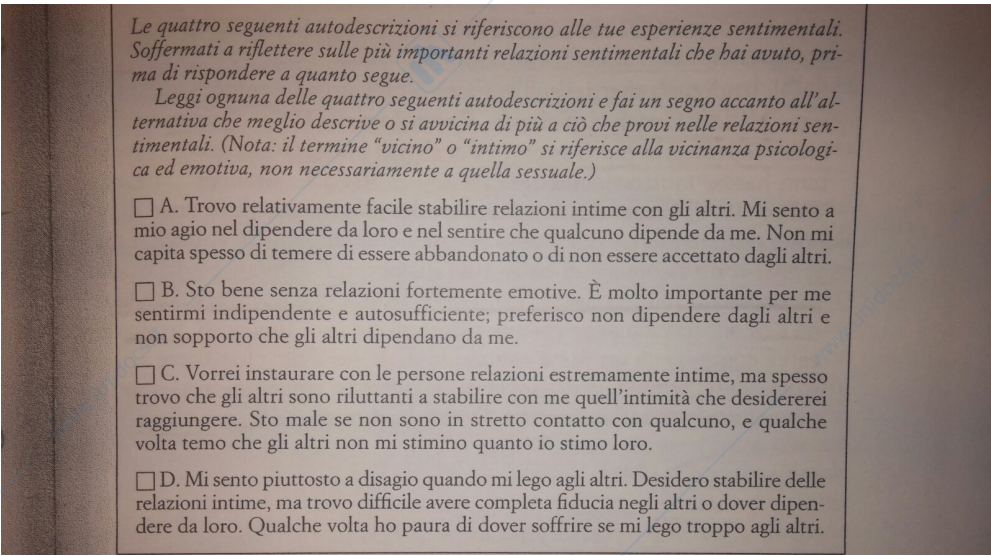 Le quattro seguenti autodescrizioni si riferiscono alle tue esperienze sentimentali.
Soffermati a riflettere sulle più importanti relazioni sentimentali che hai avuto, pri-
ma di rispondere a quanto segue.
Leggi ognuna delle quattro seguenti autodescrizioni e fai un segno accanto all'al-
ternativa che meglio descrive o si avvicina di più a ciò che provi nelle relazioni sen-
timentali. (Nota: il termine "vicino" o "intimo" si riferisce alla vicinanza psicologi-
ca ed emotiva, non necessariamente a quella sessuale.)
☐ A. Trovo relativamente facile stabilire relazioni intime con gli altri. Mi sento a
mio agio nel dipendere da loro e nel sentire che qualcuno dipende da me. Non mi
capita spesso di temere di essere abbandonato o di non essere accettato dagli altri.
☐ B. Sto bene senza relazioni fortemente emotive. È molto importante per me
sentirmi indipendente e autosufficiente; preferisco non dipendere dagli altri e
non sopporto che gli altri dipendano da me.
☐ C. Vorrei instaurare con le persone relazioni estremamente intime, ma spesso
trovo che gli altri sono riluttanti a stabilire con me quell'intimità che desidererei
raggiungere. Sto male se non sono in stretto contatto con qualcuno, e qualche
volta temo che gli altri non mi stimino quanto io stimo loro.
☐ D. Mi sento piuttosto a disagio quando mi lego agli altri. Desidero stabilire delle
relazioni intime, ma trovo difficile avere completa fiducia negli altri o dover dipen-
dere da loro. Qualche volta ho paura di dover soffrire se mi lego troppo agli altri.